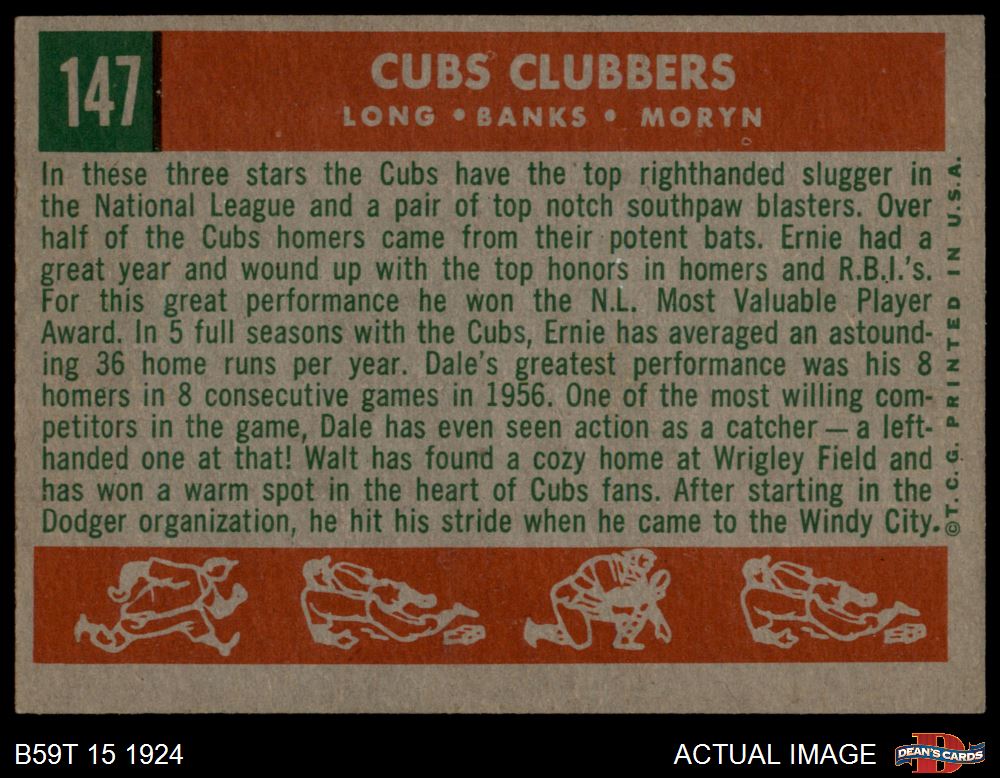 147
CUBS CLUBBERS
LONG • BANKS • MORYN
In these three stars the Cubs have the top righthanded slugger in
the National League and a pair of top notch southpaw blasters. Over
half of the Cubs homers came from their potent bats. Ernie had a
great year and wound up with the top honors in homers and R.B.I.'s.
For this great performance he won the N.L. Most Valuable Player
Award. In 5 full seasons with the Cubs, Ernie has averaged an astound-
ing 36 home runs per year. Dale's greatest performance was his 8
homers in 8 consecutive games in 1956. One of the most willing com-
petitors in the game, Dale has even seen action as a catcher — a left-
handed one at that! Walt has found a cozy home at Wrigley Field and
has won a warm spot in the heart of Cubs fans. After starting in the
Dodger organization, he hit his stride when he came to the Windy City.
© T.C.G. PRINTED IN U.S.A.
B59T 15 1924
ACTUAL IMAGE
DEAN'S CARDS